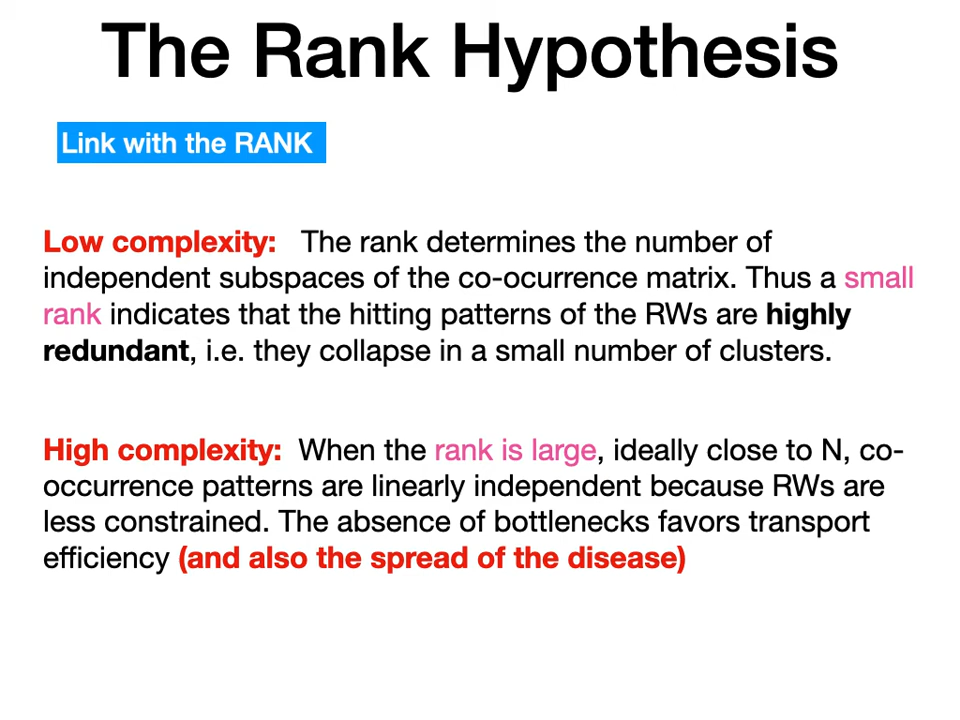 The Rank Hypothesis
Link with the RANK
Low complexity: The rank determines the number of
independent subspaces of the co-ocurrence matrix. Thus a small
rank indicates that the hitting patterns of the RWs are highly
redundant, i.e. they collapse in a small number of clusters.
High complexity: When the rank is large, ideally close to N, co-
occurrence patterns are linearly independent because RWs are
less constrained. The absence of bottlenecks favors transport
efficiency (and also the spread of the disease)